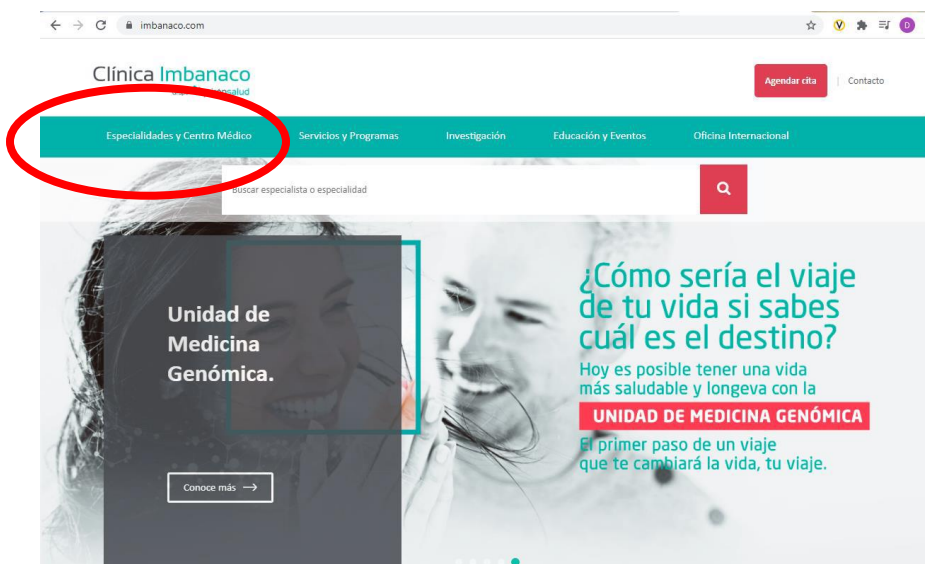 imbanaco.com
D
Clínica Imbanaco
Agendar cita
Contacto
Especialidades y Centro Médico
Servicios y Programas
Investigación
Educación y Eventos
Oficina Internacional
Buscar especialista o especialidad
Unidad de
Medicina
Genómica.
Conoce más
¿Cómo sería el viaje
de tu vida si sabes
cuál es el destino?
Hoy es posible tener una vida
más saludable y longeva con la
UNIDAD DE MEDICINA GENÓMICA
El primer paso de un viaje
que te cambiará la vida, tu viaje.